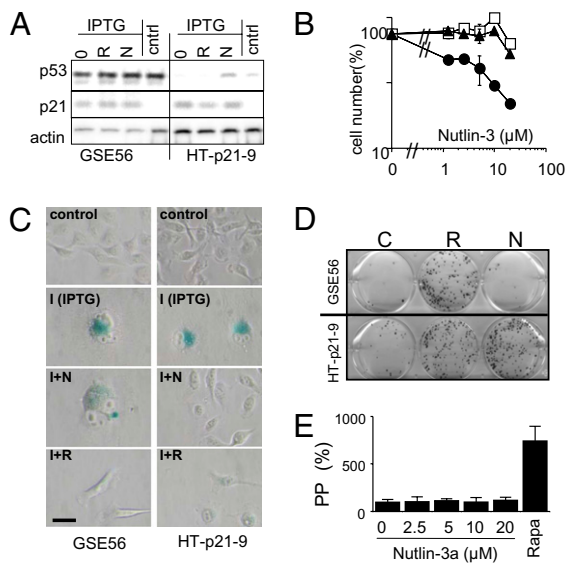 A
IPTG IPTG
0 R N cntrl 0 R N cntrl
p53
p21
actin
GSE56 HT-p21-9
B
cell number(%)
100
10
Nutlin-3 (µM)
0 1 10 100
C
control control
I (IPTG) I (IPTG)
I+N I+N
I+R I+R
GSE56 HT-p21-9
D
C R N
GSE56
HT-p21-9
E
PP (%)
1000
500
0
0 2.5 5 10 20 Rapa
Nutlin-3a (µM)